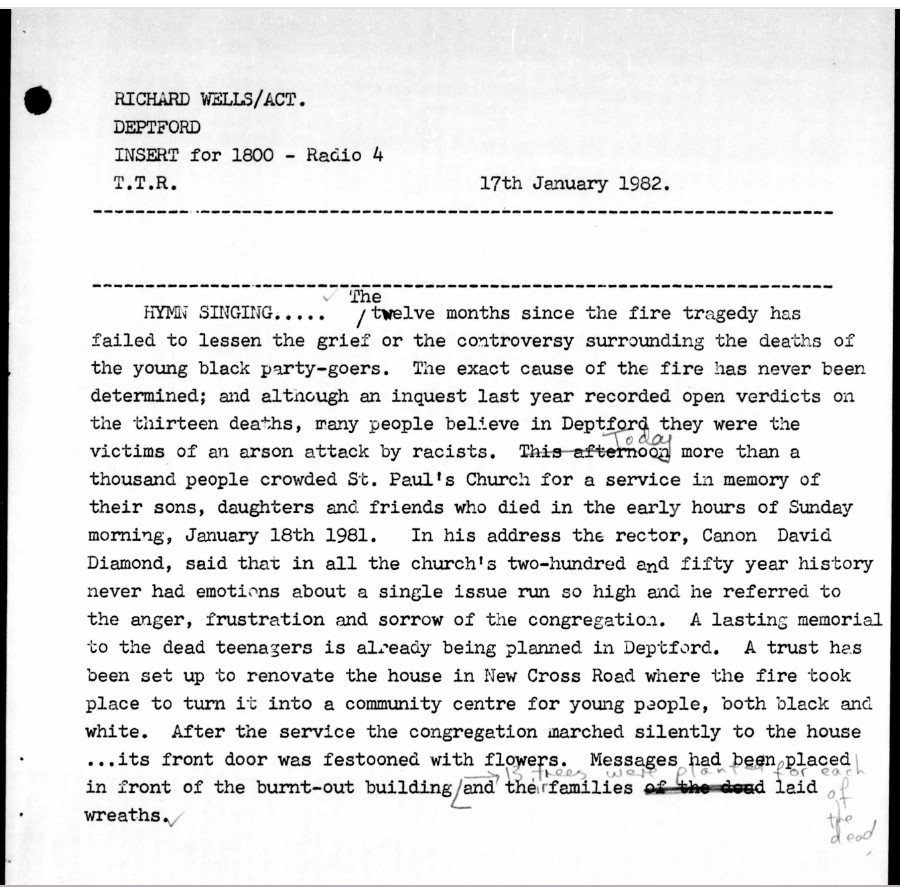 RICHARD WELLS/ACT.
DEPTFORD
INSERT for 1800 - Radio 4
T.T.R. 17th January 1982.
The
HYMN SINGING..... /twelve months since the fire tragedy has
failed to lessen the grief or the controversy surrounding the deaths of
the young black party-goers. The exact cause of the fire has never been
determined; and although an inquest last year recorded open verdicts on
the thirteen deaths, many people believe in Deptford they were the
Today
victims of an arson attack by racists. This afternoon more than a
thousand people crowded St. Paul's Church for a service in memory of
their sons, daughters and friends who died in the early hours of Sunday
morning, January 18th 1981. In his address the rector, Canon David
Diamond, said that in all the church's two-hundred and fifty year history
never had emotions about a single issue run so high and he referred to
the anger, frustration and sorrow of the congregation. A lasting memorial
to the dead teenagers is already being planned in Deptford. A trust has
been set up to renovate the house in New Cross Road where the fire took
place to turn it into a community centre for young people, both black and
white. After the service the congregation marched silently to the house
...its front door was festooned with flowers. Messages had been placed
13 trees were planted for each
of
the
dead
in front of the burnt-out building/and their families of the dead laid
wreaths.